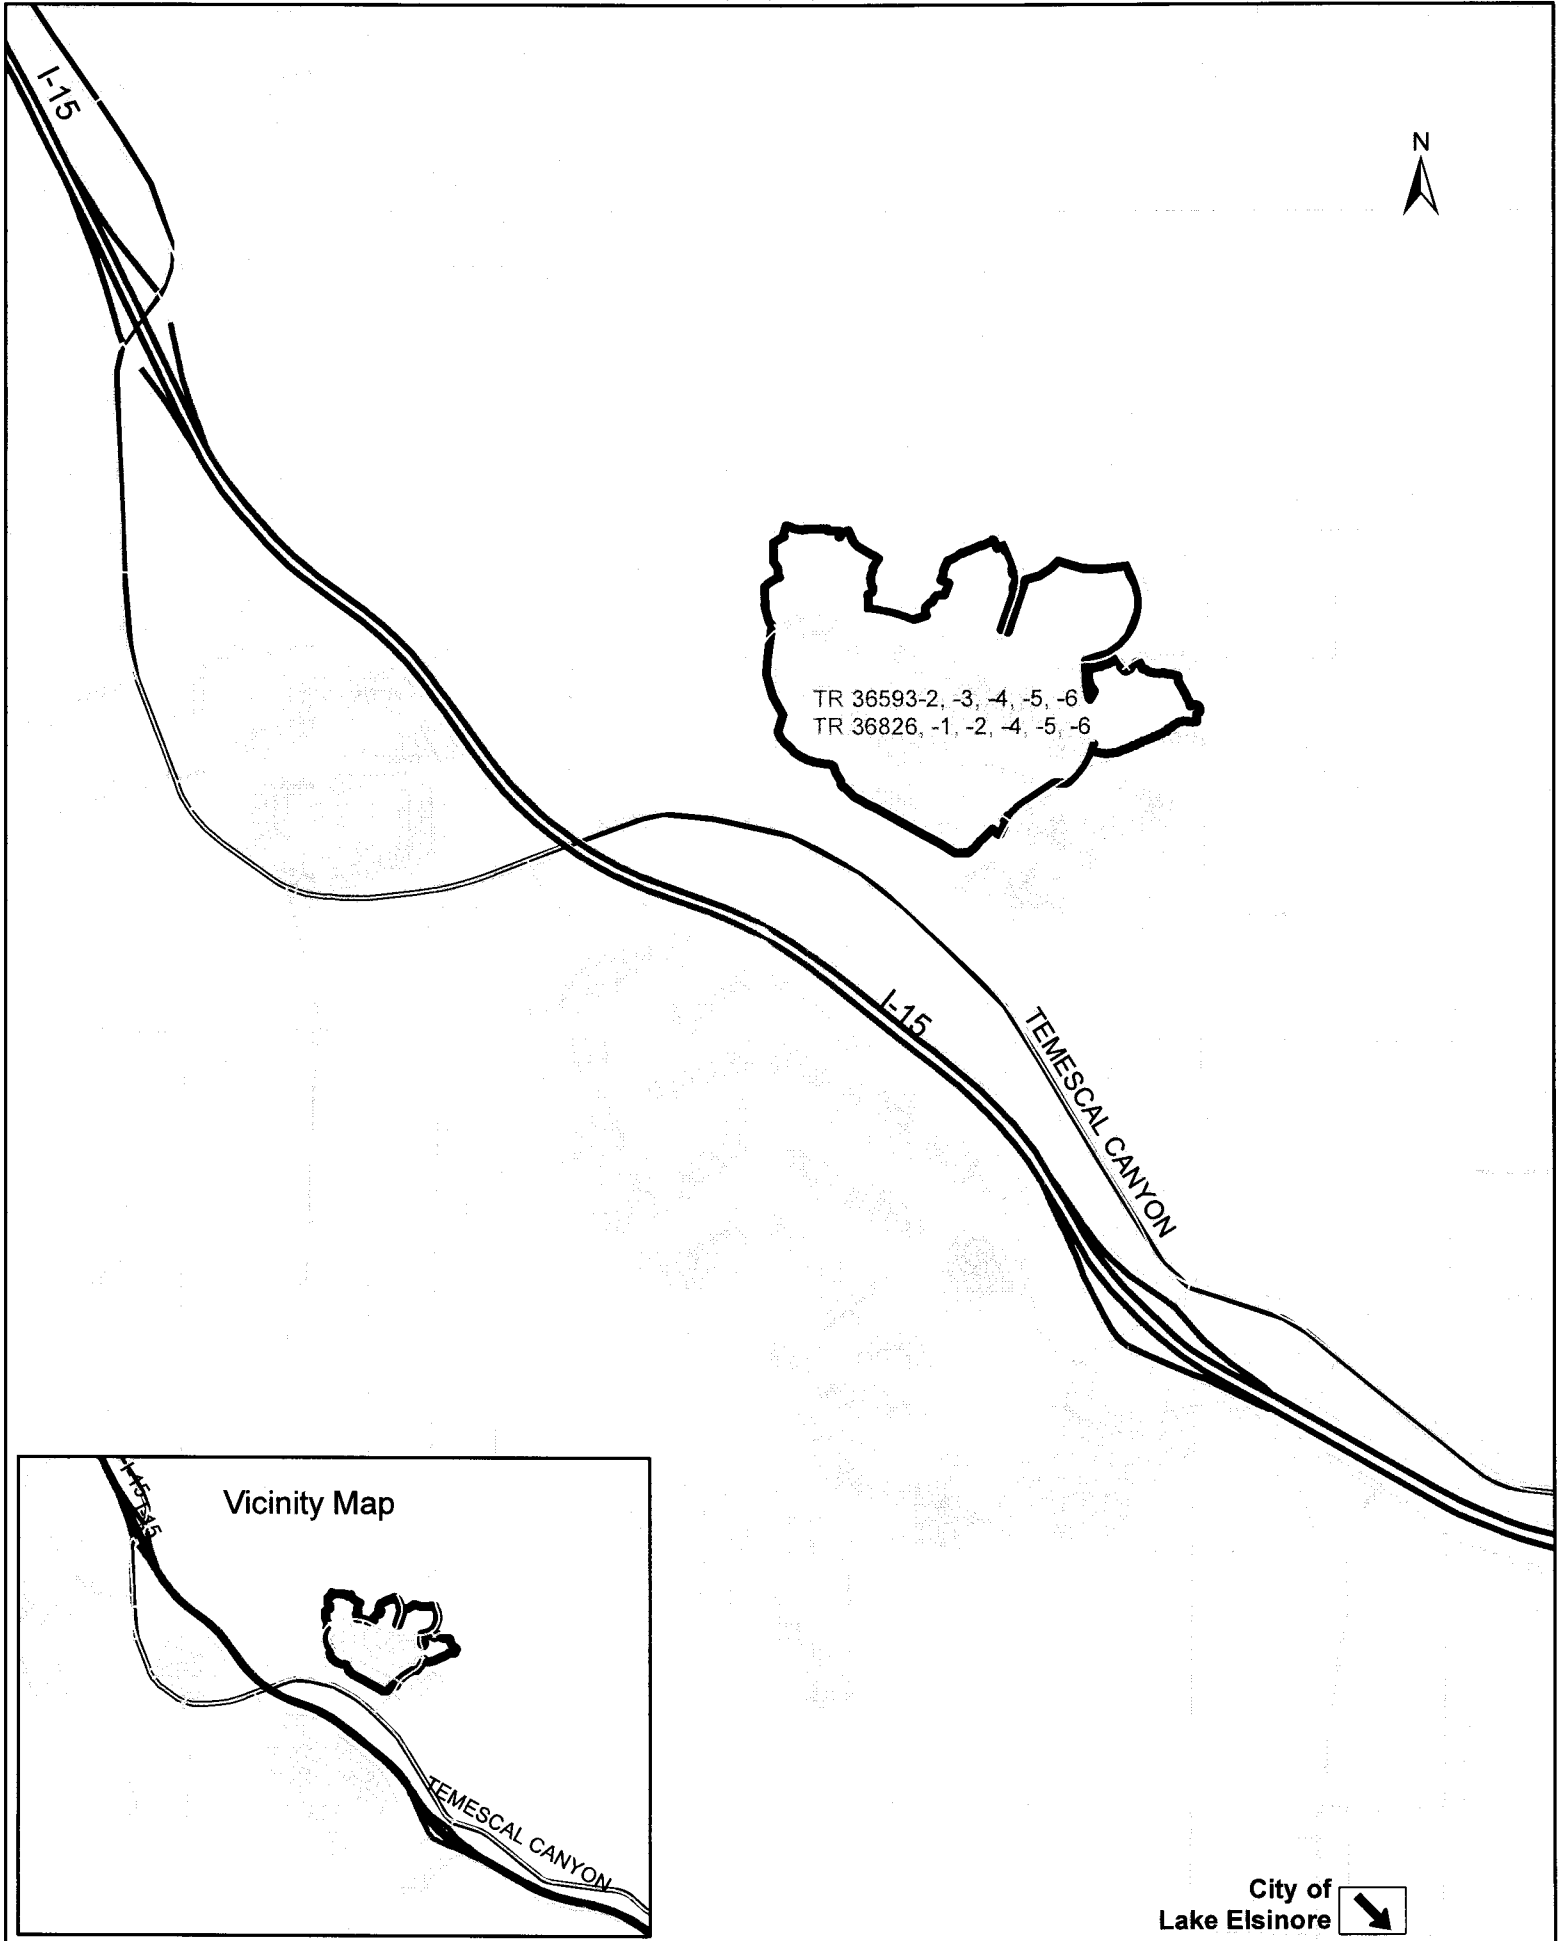 I-15
N
TR 36593-2, -3, -4, -5, -6
TR 36826, -1, -2, -4, -5, -6
I-15
TEMESCAL CANYON
Vicinity Map
I-15
TEMESCAL CANYON
City of
Lake Elsinore